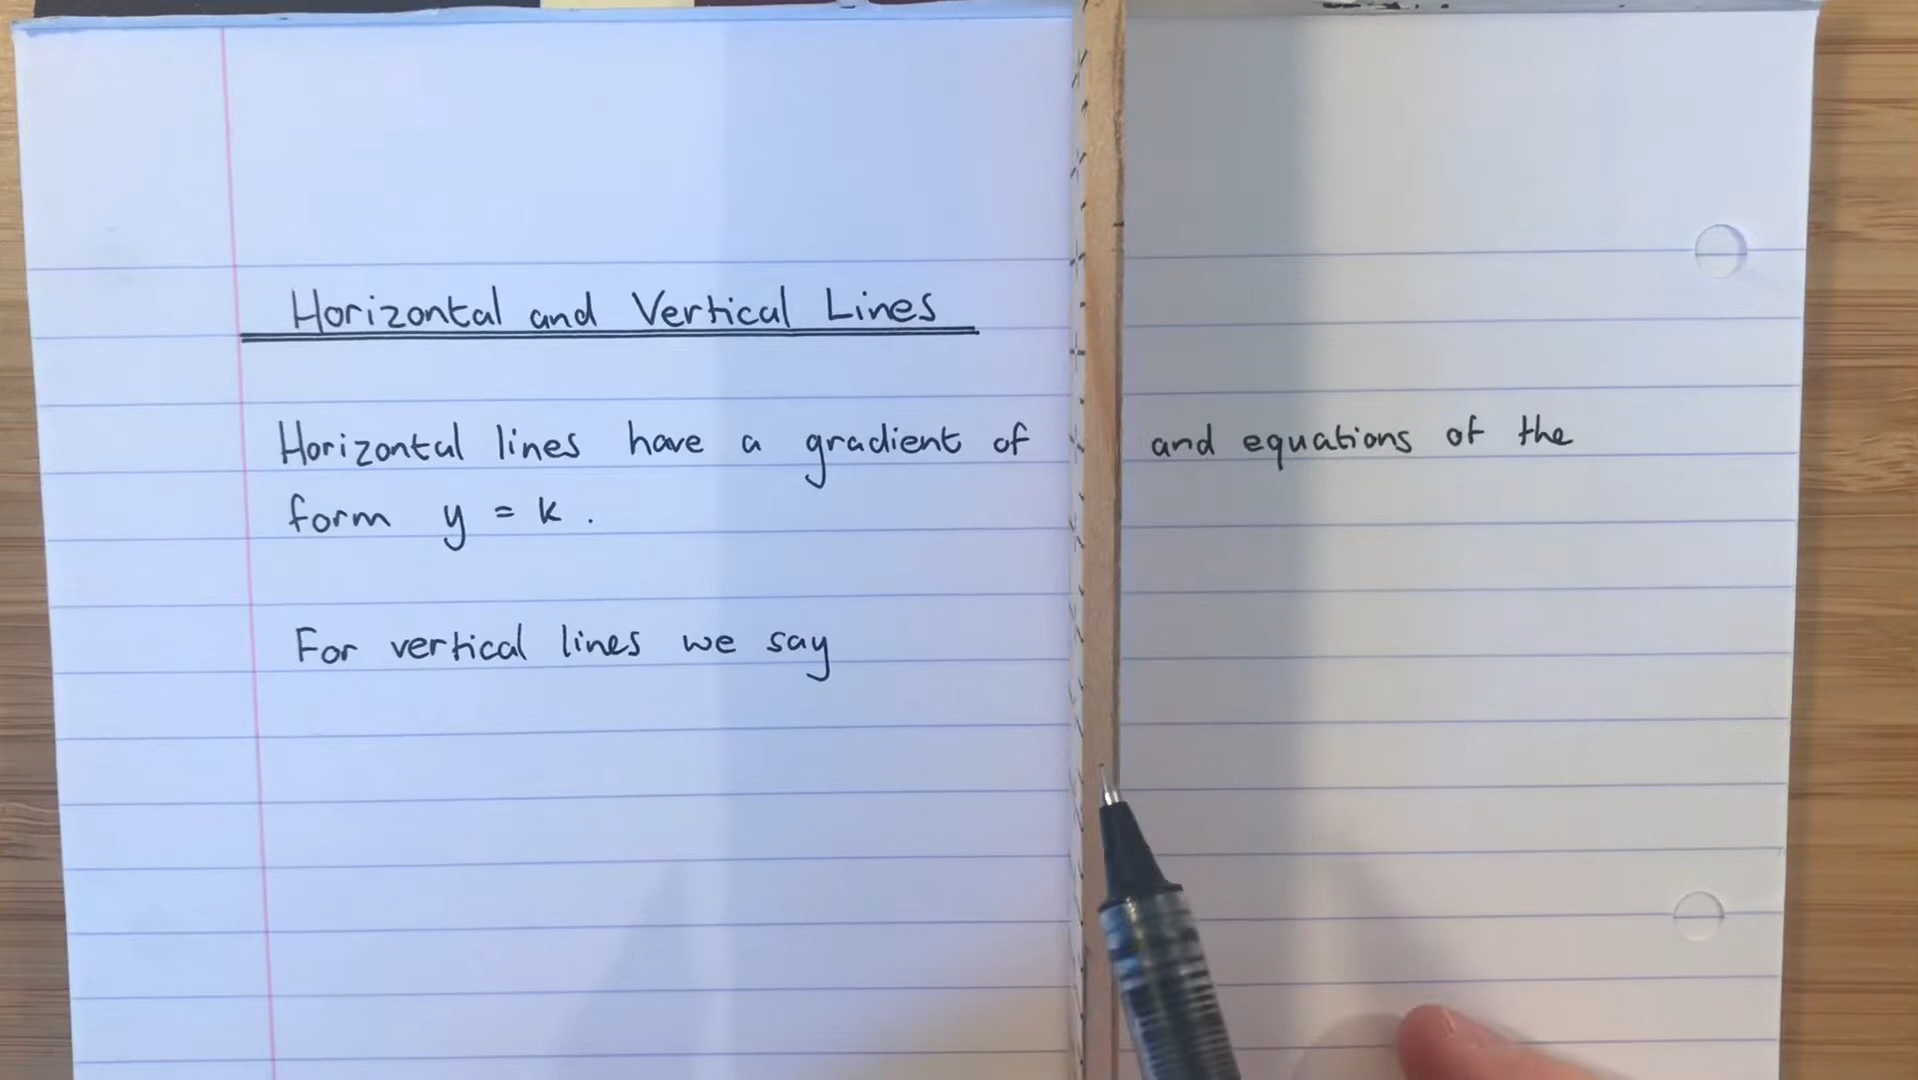 Horizontal and Vertical Lines
Horizontal lines have a gradient of and equations of the
form y = k .
For vertical lines we say